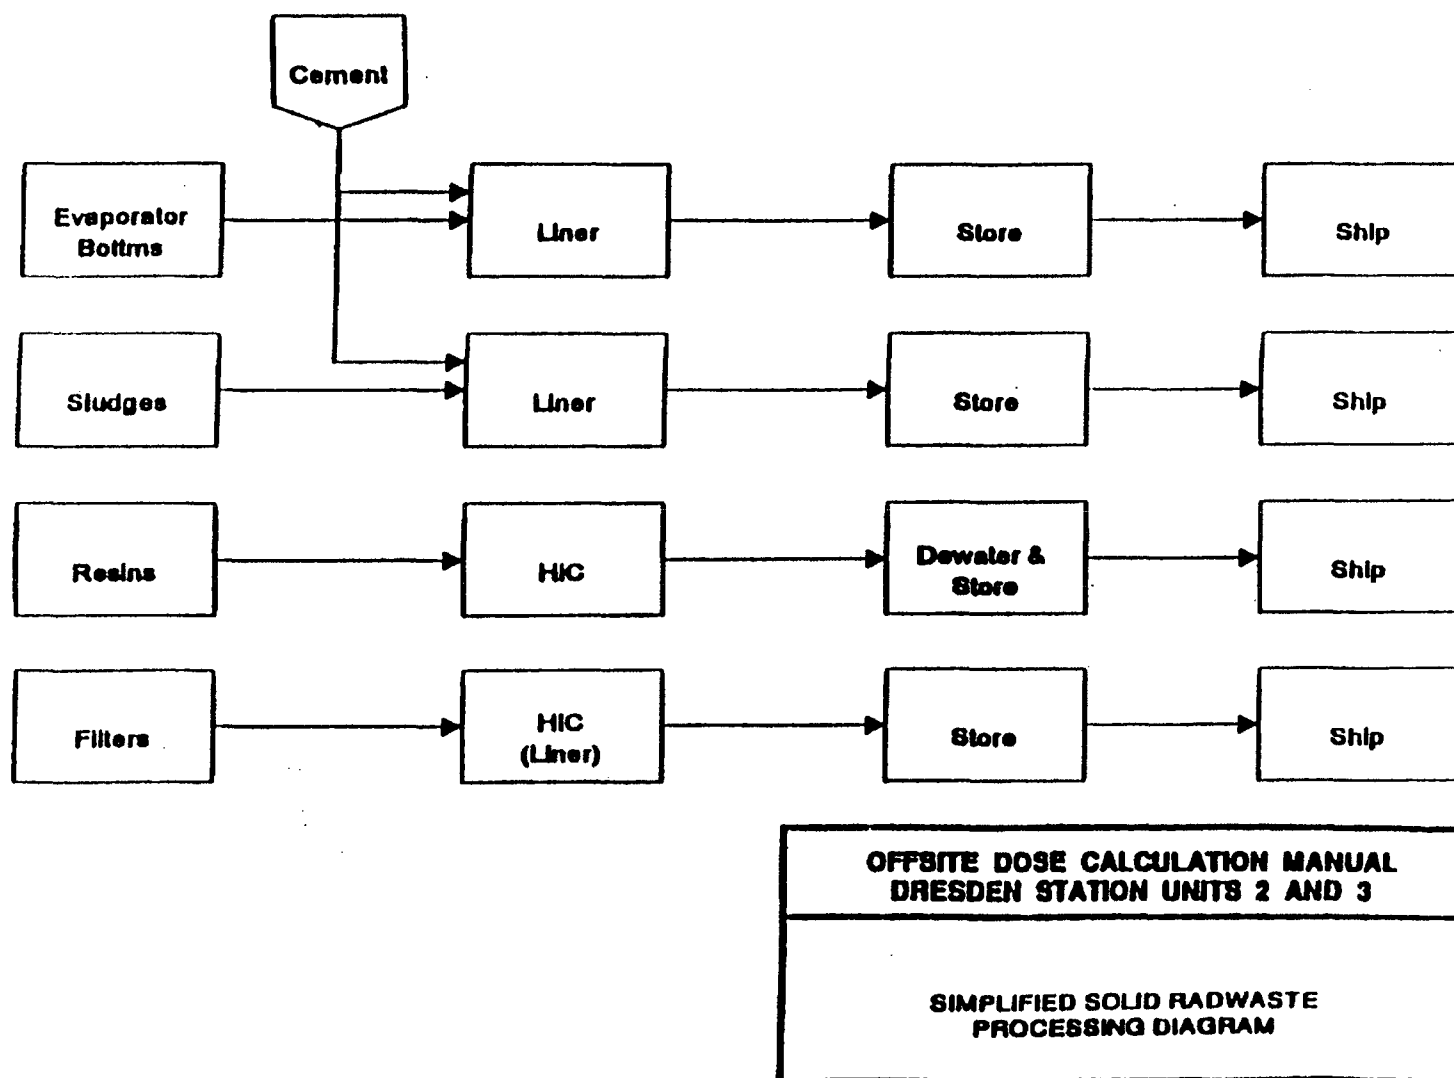 Cement
Evaporator
Bottms
Liner
Store
Ship
Sludges
Liner
Store
Ship
Resins
HIC
Dewater &
Store
Ship
Filters
HIC
(Liner)
Store
Ship
OFFSITE DOSE CALCULATION MANUAL
DRESDEN STATION UNITS 2 AND 3
SIMPLIFIED SOLID RADWASTE
PROCESSING DIAGRAM